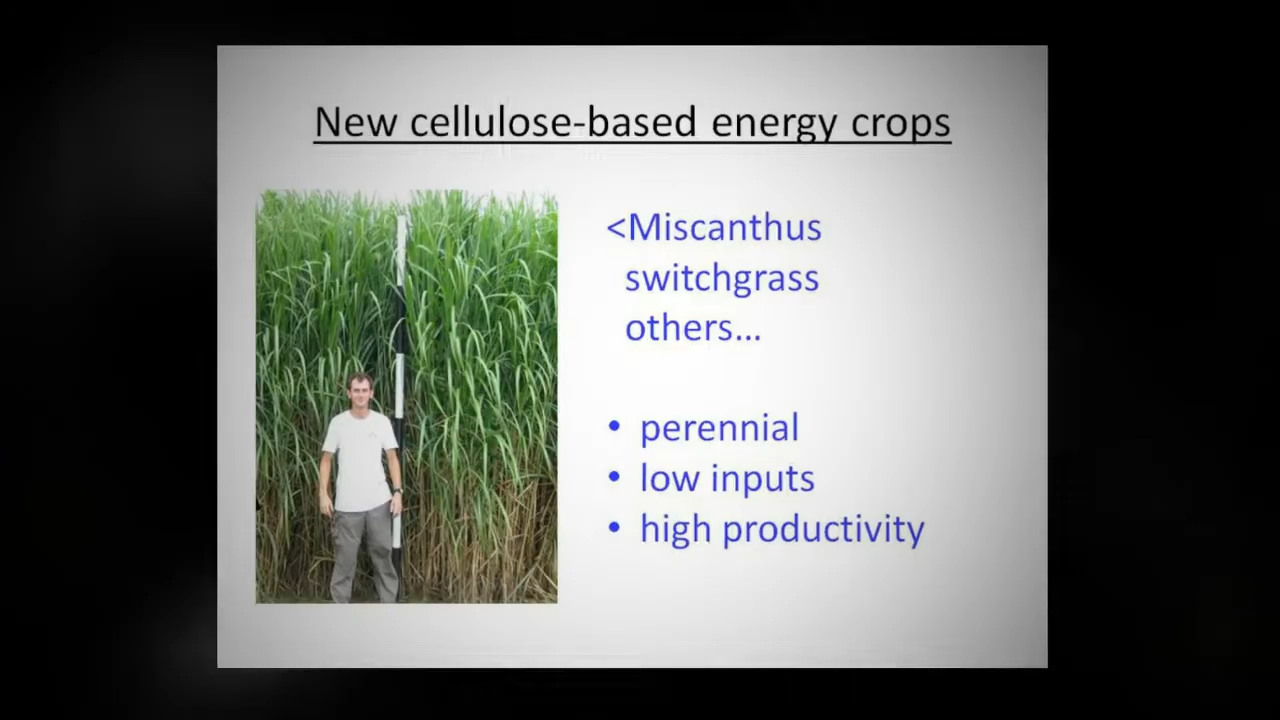 New cellulose-based energy crops
<Miscanthus
switchgrass
others...
• perennial
• low inputs
• high productivity